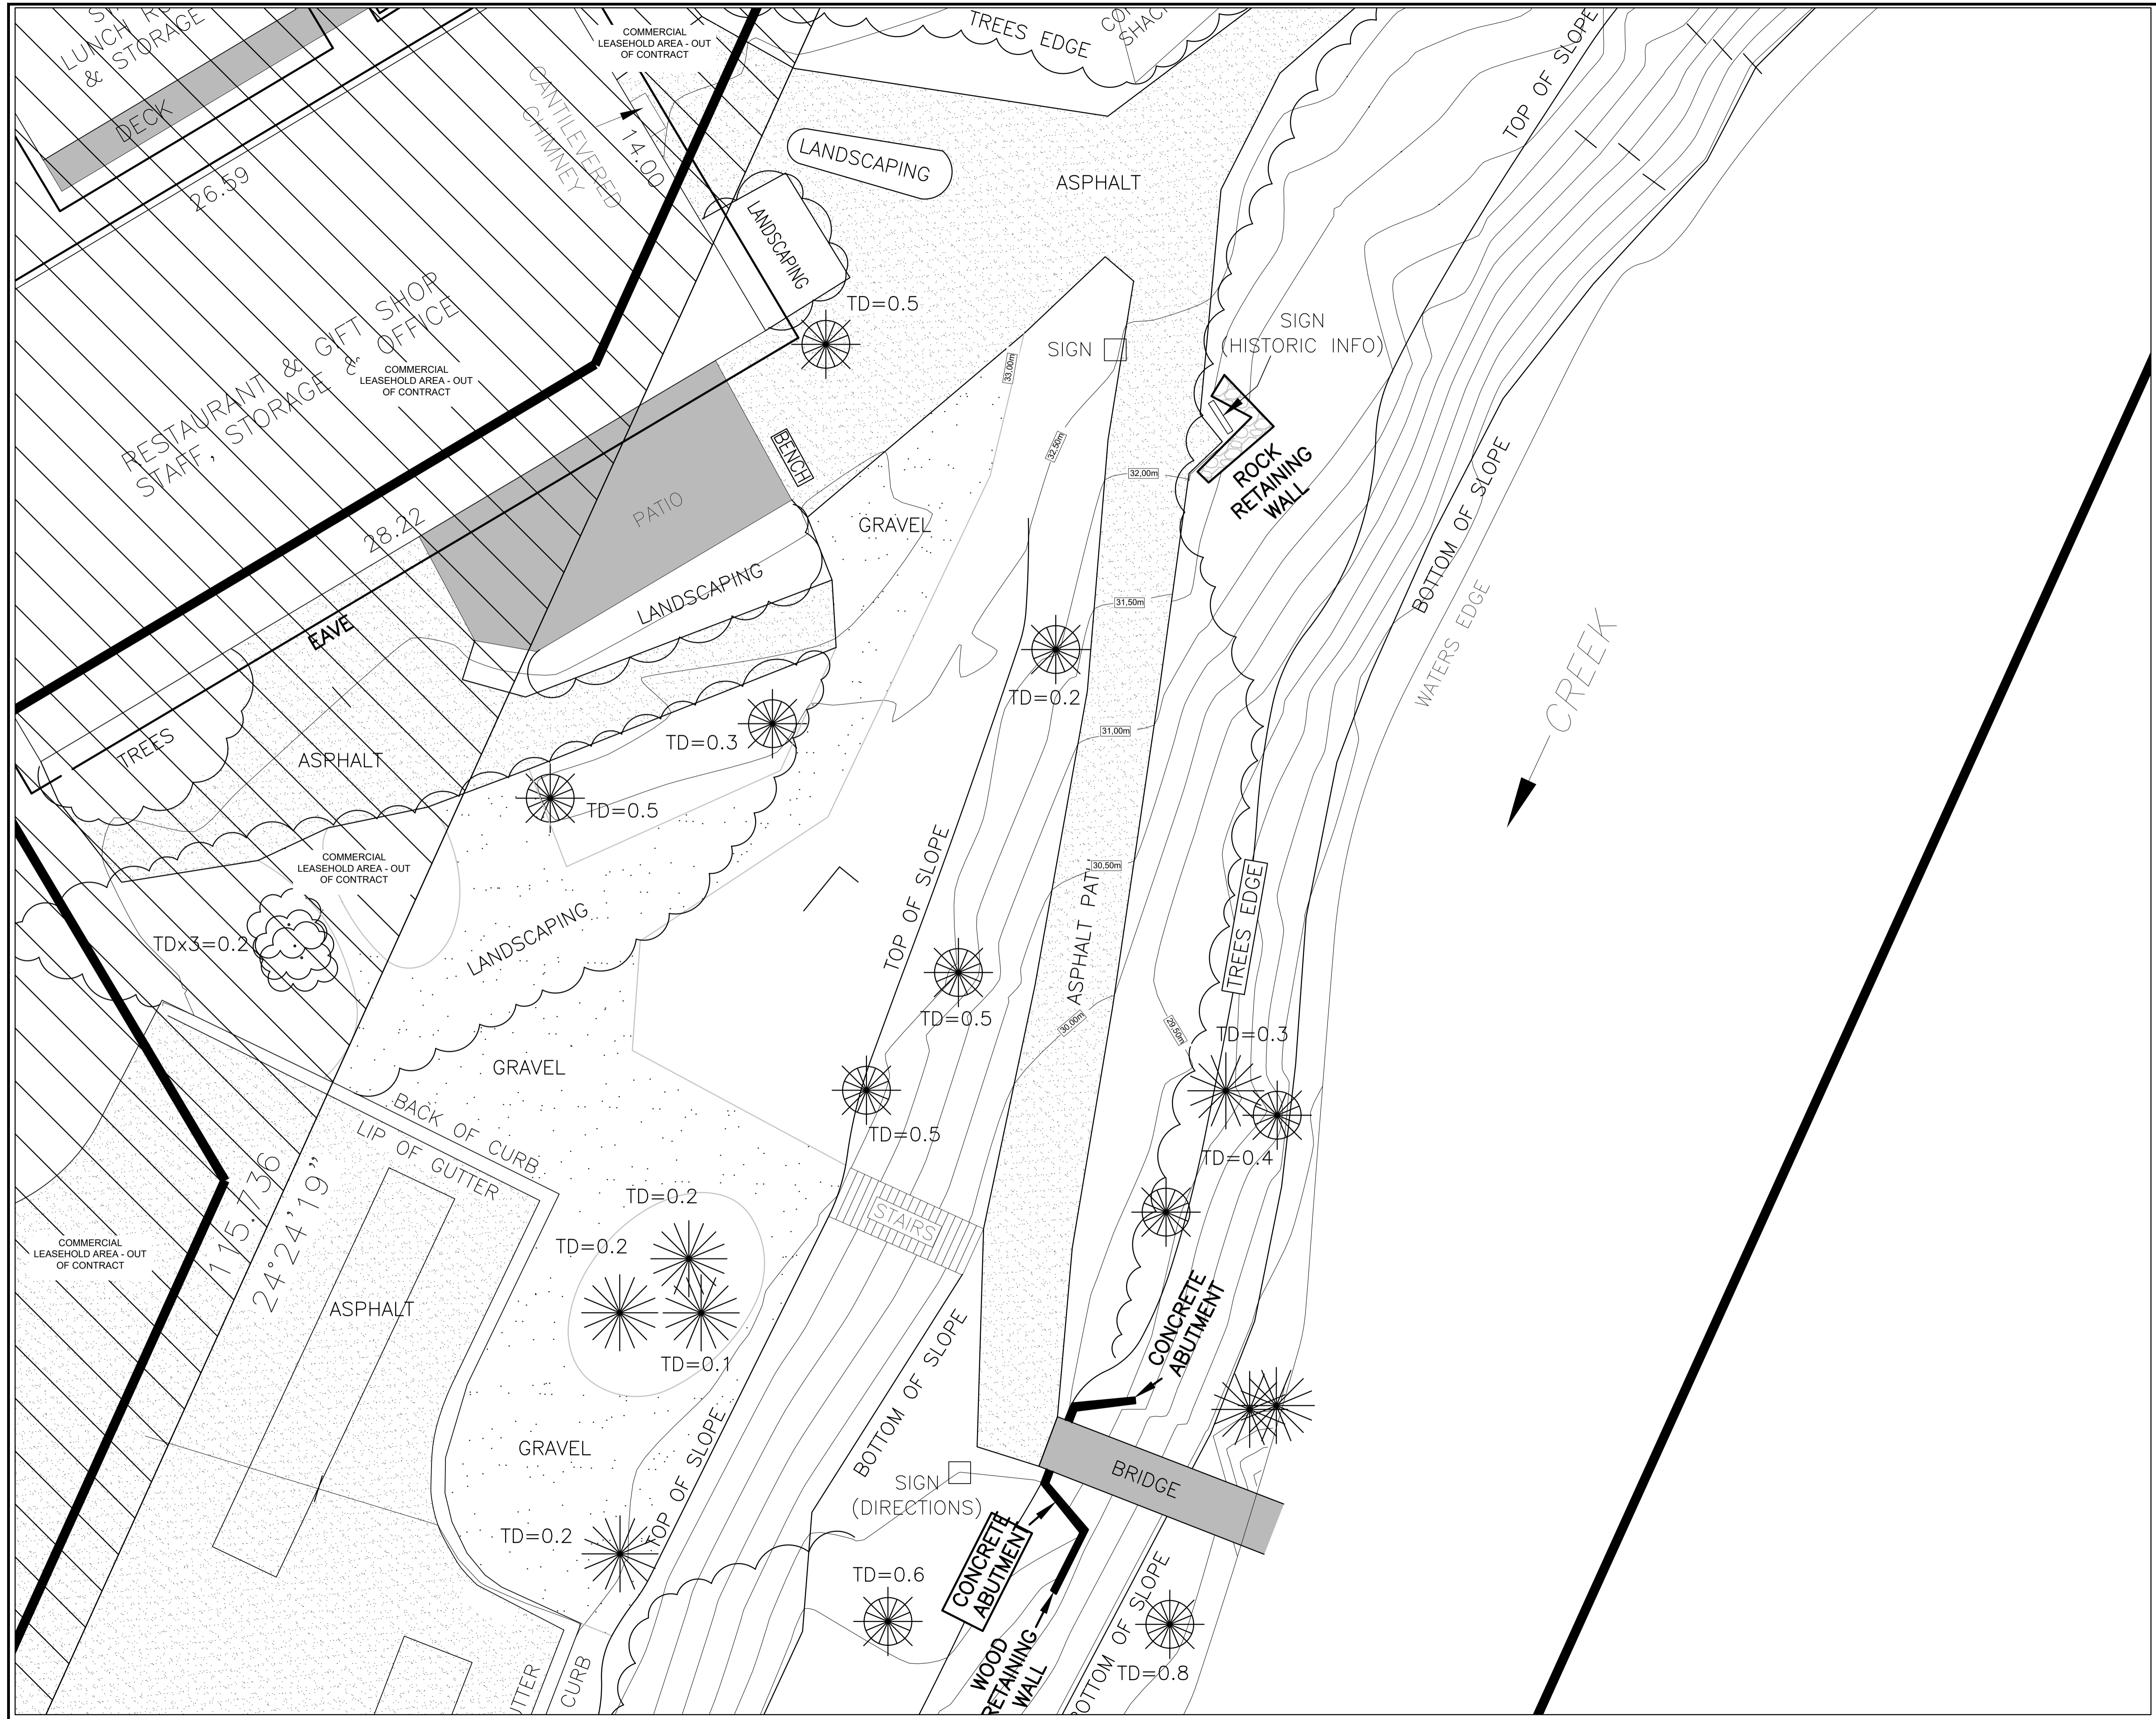 LUNCH
& STORAGE
DECK
COMMERCIAL
LEASEHOLD AREA - OUT
OF CONTRACT
TREES EDGE
TOP OF SLOPE
CANTILEVERED
CHIMNEY
14.00
26.59
LANDSCAPING
ASPHALT
LANDSCAPING
TD=0.5
RESTAURANT & GIFT SHOP
STAFF, STORAGE & OFFICE
COMMERCIAL
LEASEHOLD AREA - OUT
OF CONTRACT
SIGN
SIGN
(HISTORIC INFO)
33.00m
32.50m
32.00m
BENCH
ROCK
RETAINING
WALL
BOTTOM OF SLOPE
PATIO
28.22
GRAVEL
LANDSCAPING
EAVE
31.50m
WATERS EDGE
CREEK
TREES
ASPHALT
TD=0.3
TD=0.2
31.00m
TD=0.5
TOP OF SLOPE
30.50m
COMMERCIAL
LEASEHOLD AREA - OUT
OF CONTRACT
TDx3=0.2
LANDSCAPING
ASPHALT PAT
TREES EDGE
TD=0.5
30.00m
29.50m
TD=0.3
GRAVEL
BACK OF CURB
LIP OF GUTTER
TD=0.5
TD=0.4
115.736
24°24'19"
COMMERCIAL
LEASEHOLD AREA - OUT
OF CONTRACT
TD=0.2
STAIRS
TD=0.2
ASPHALT
TD=0.1
CONCRETE
ABUTMENT
BOTTOM OF SLOPE
GRAVEL
TOP OF SLOPE
SIGN
(DIRECTIONS)
BRIDGE
TD=0.2
CONCRETE
ABUTMENT
TD=0.6
WOOD
RETAINING
WALL
BOTTOM OF SLOPE
TD=0.8
CURB